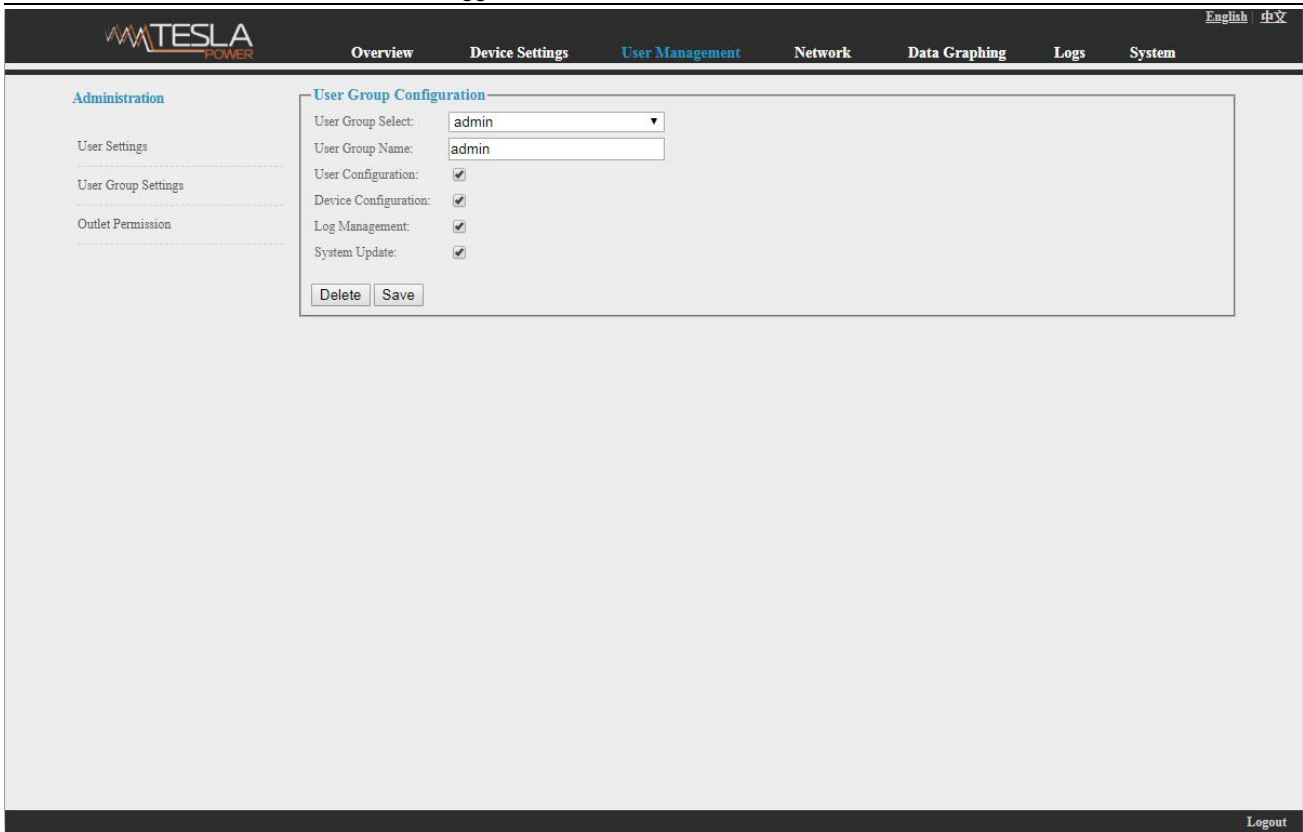 English 中文
TESLA
POWER
Overview Device Settings User Management Network Data Graphing Logs System
Administration
User Settings
User Group Settings
Outlet Permission
User Group Configuration
User Group Select: admin
User Group Name: admin
User Configuration:
Device Configuration:
Log Management:
System Update:
Delete Save
Logout